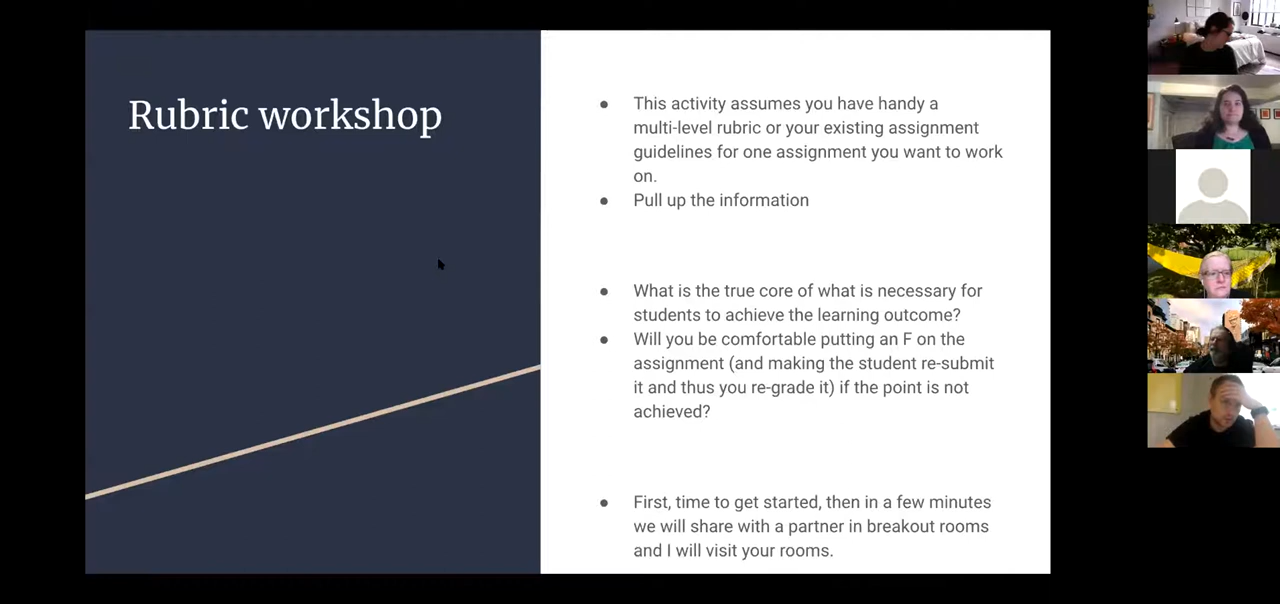 Rubric workshop
● This activity assumes you have handy a
multi-level rubric or your existing assignment
guidelines for one assignment you want to work
on.
● Pull up the information
● What is the true core of what is necessary for
students to achieve the learning outcome?
● Will you be comfortable putting an F on the
assignment (and making the student re-submit
it and thus you re-grade it) if the point is not
achieved?
● First, time to get started, then in a few minutes
we will share with a partner in breakout rooms
and I will visit your rooms.